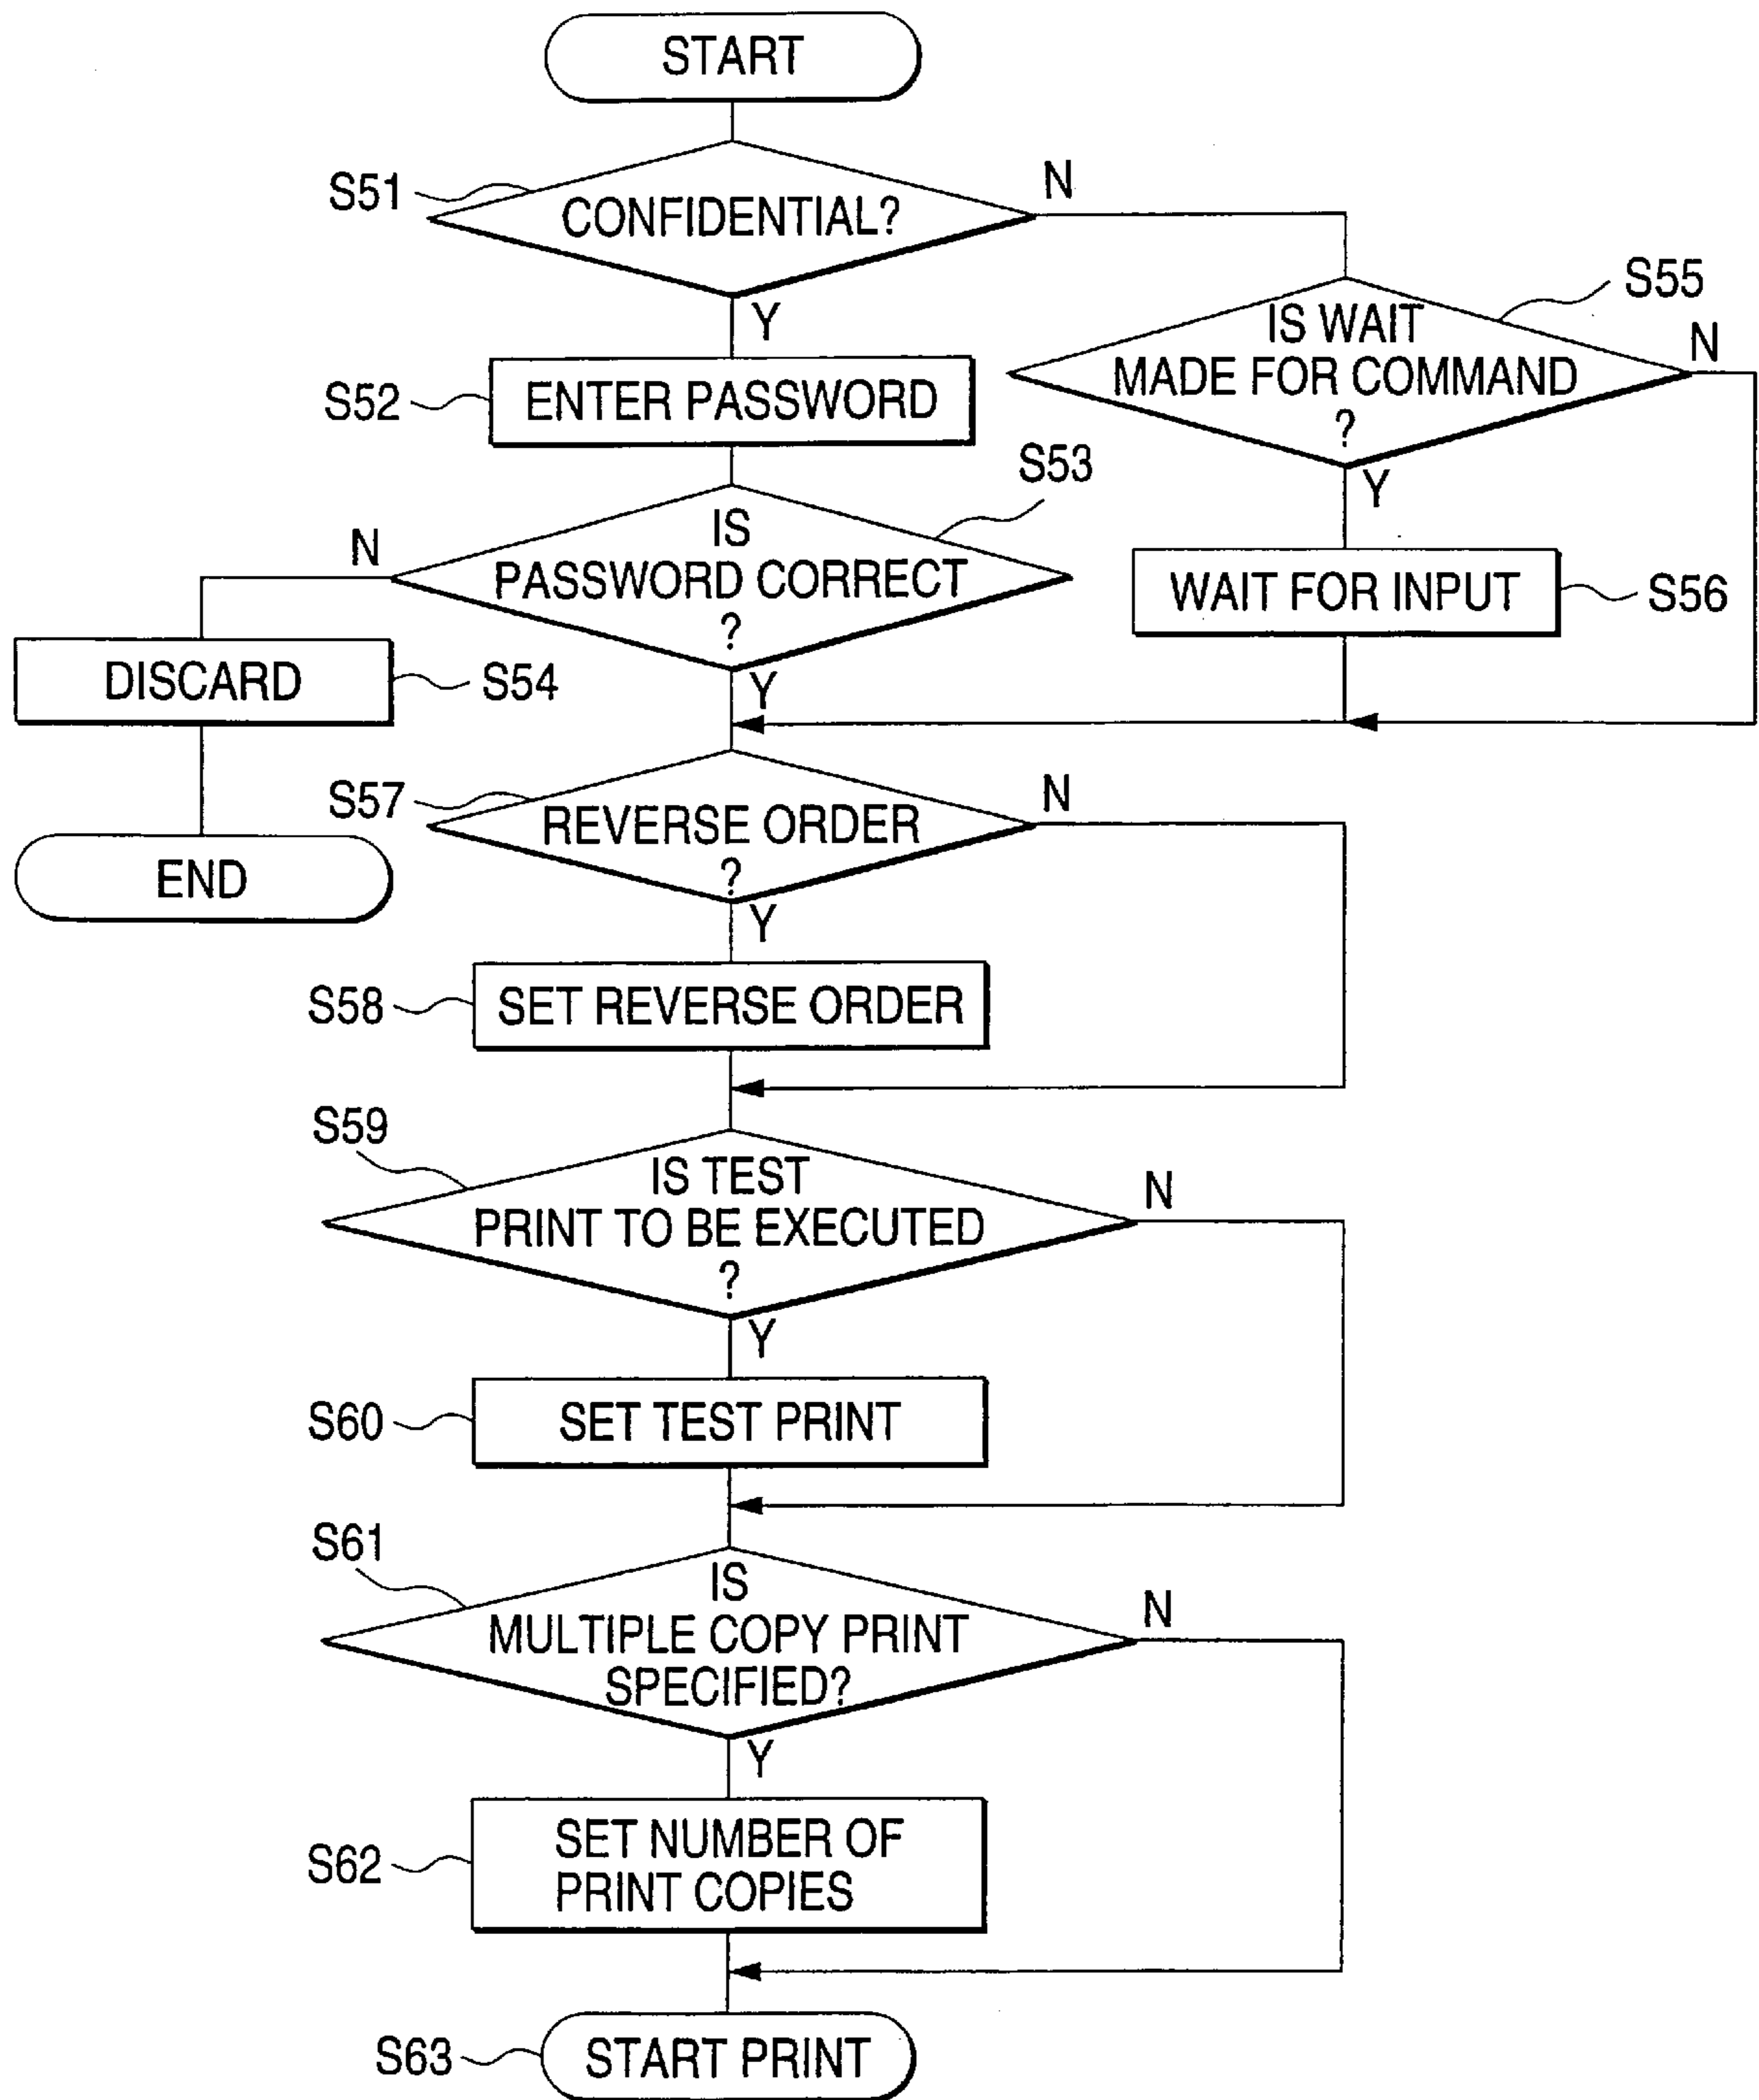 START
S51
CONFIDENTIAL?
N
Y
S55
IS WAIT
MADE FOR COMMAND
?
N
Y
S52
ENTER PASSWORD
S53
IS
PASSWORD CORRECT
?
N
Y
WAIT FOR INPUT
S56
DISCARD
S54
END
S57
REVERSE ORDER
?
N
Y
S58
SET REVERSE ORDER
S59
IS TEST
PRINT TO BE EXECUTED
?
N
Y
S60
SET TEST PRINT
S61
IS
MULTIPLE COPY PRINT
SPECIFIED?
N
Y
S62
SET NUMBER OF
PRINT COPIES
S63
START PRINT